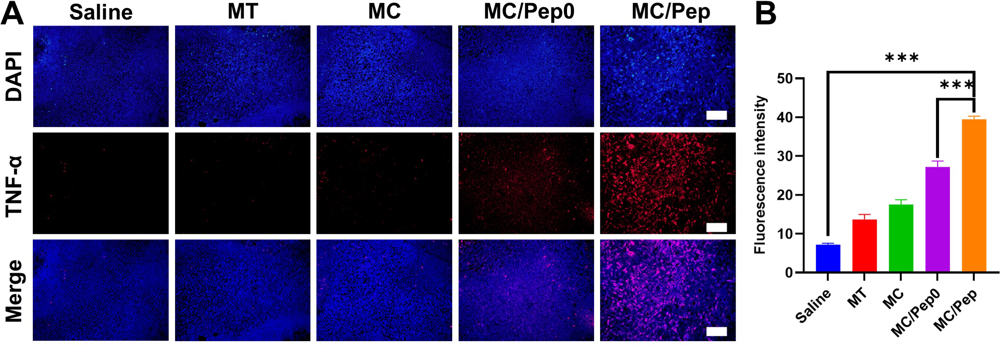 A
Saline MT MC MC/Pep0 MC/Pep
DAPI
TNF-α
Merge
B
***
***
Fluorescence intensity
50
40
30
20
10
0
Saline
MT
MC
MC/Pep0
MC/Pep